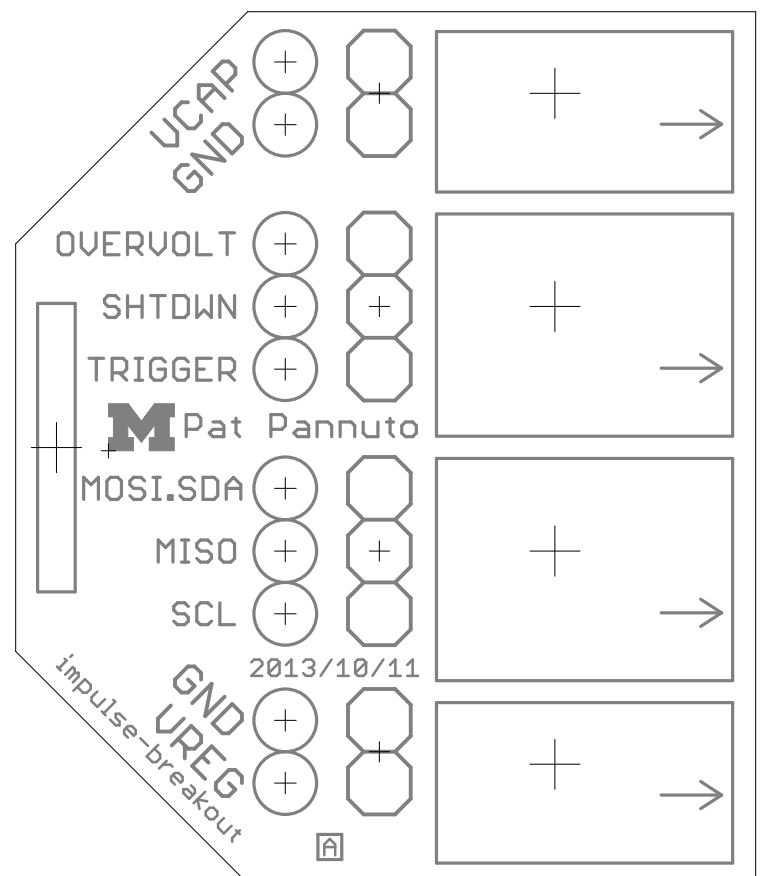 VCAP
GND
OVERVOLT
SHTDWN
TRIGGER
M Pat Pannuto
MOSI.SDA
MISO
SCL
2013/10/11
GND
VREG
impulse-breakout
A